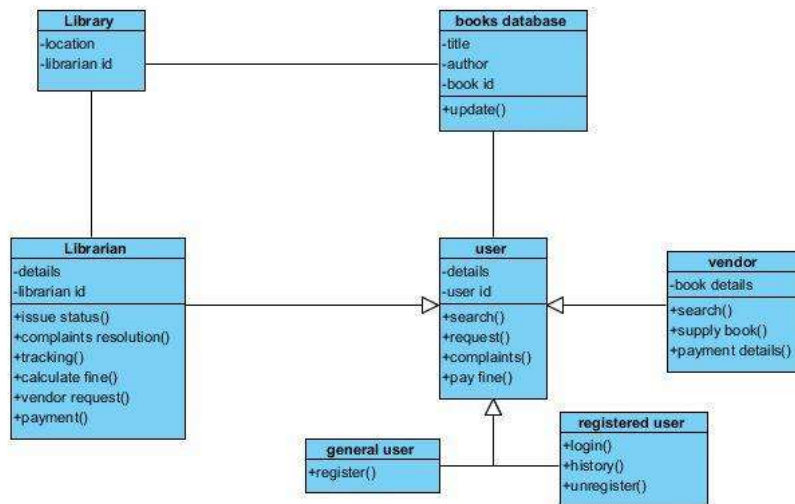 Library
-location
-librarian id
books database
-title
-author
-book id
+update()
Librarian
-details
-librarian id
+issue status()
+complaints resolution()
+tracking()
+calculate fine()
+vendor request()
+payment()
user
-details
-user id
+search()
+request()
+complaints()
+pay fine()
vendor
-book details
+search()
+supply book()
+payment details()
general user
+register()
registered user
+login()
+history()
+unregister()